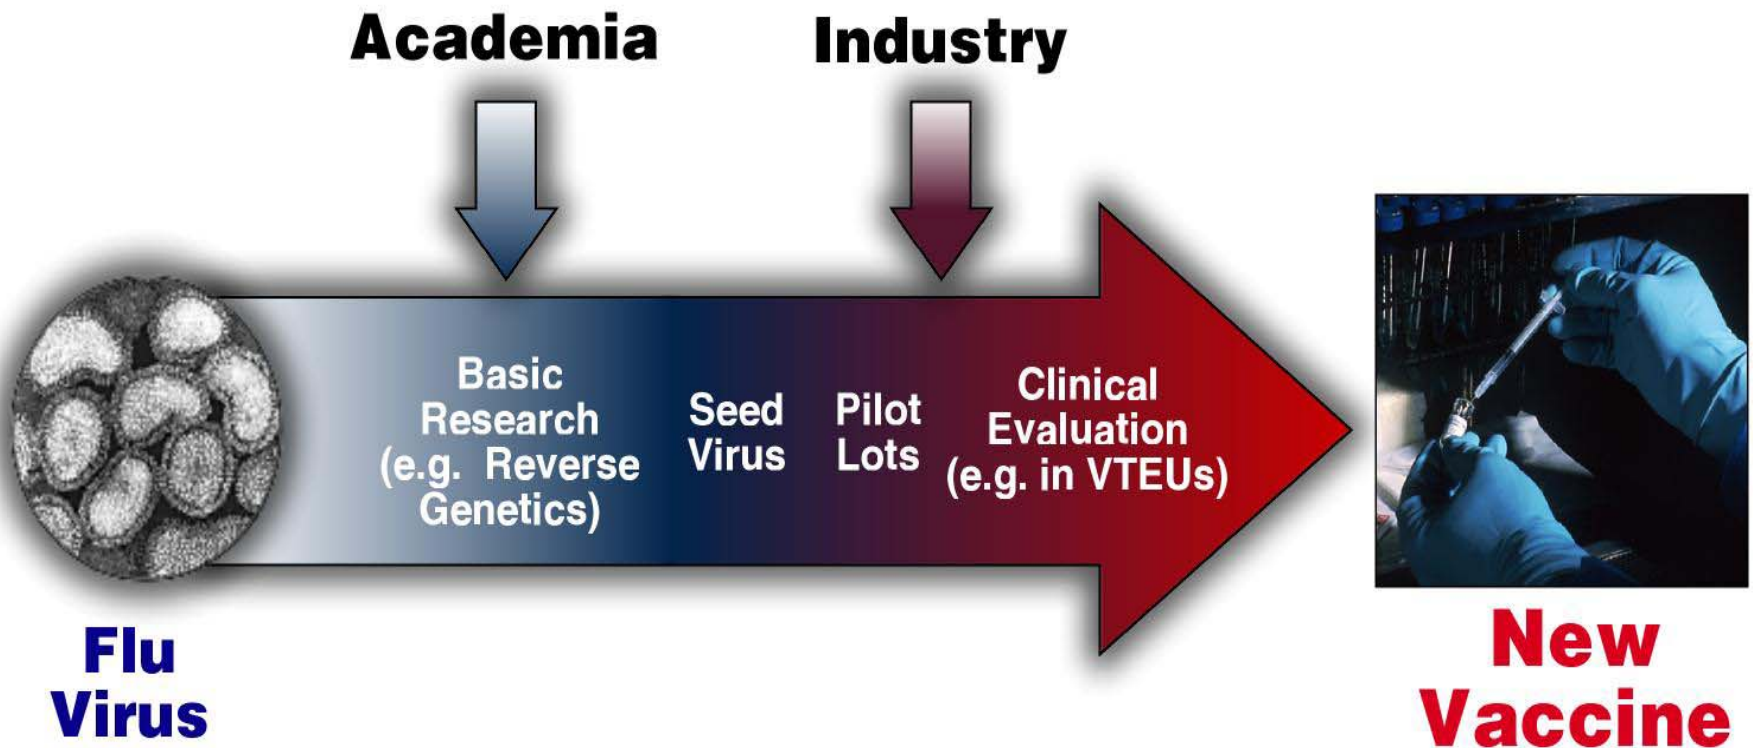 Academia
Industry
Basic
Research
(e.g. Reverse
Genetics)
Seed
Virus
Pilot
Lots
Clinical
Evaluation
(e.g. in VTEUs)
Flu
Virus
New
Vaccine